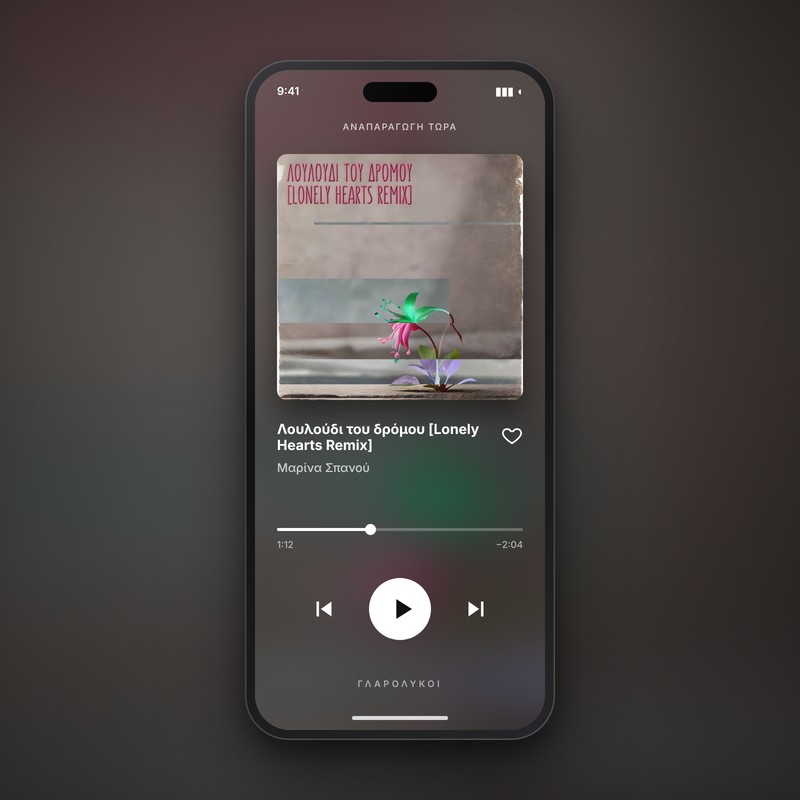 9:41
ΑΝΑΠΑΡΑΓΩΓΗ ΤΩΡΑ
ΛΟΥΛΟΥΔΙ ΤΟΥ ΔΡΟΜΟΥ
[LONELY HEARTS REMIX]
Λουλούδι του δρόμου [Lonely
Hearts Remix]
Μαρίνα Σπανού
1:12
−2:04
ΓΛΑΡΟΛΥΚΟΙ